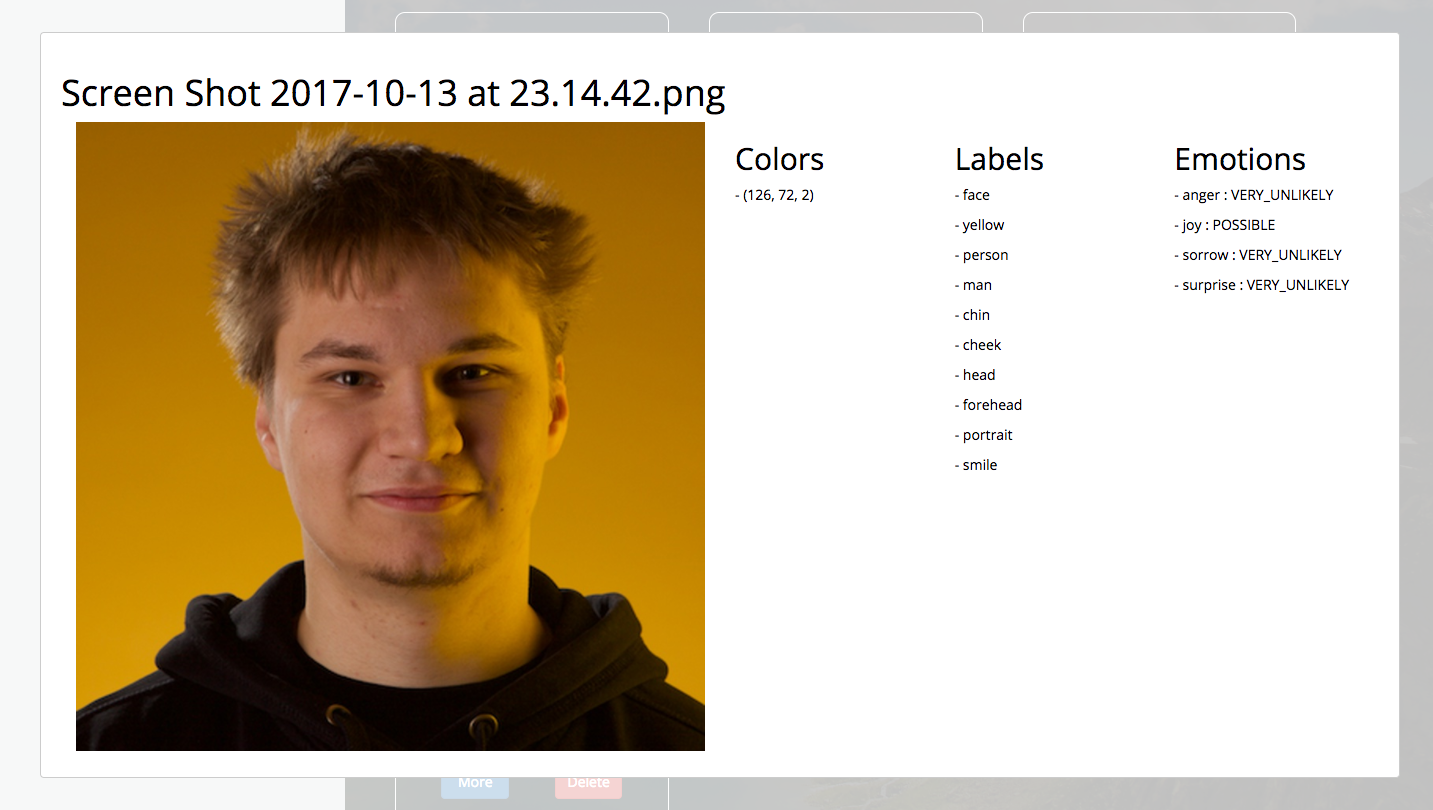 Screen Shot 2017-10-13 at 23.14.42.png
Colors
- (126, 72, 2)
Labels
- face
- yellow
- person
- man
- chin
- cheek
- head
- forehead
- portrait
- smile
Emotions
- anger : VERY_UNLIKELY
- joy : POSSIBLE
- sorrow : VERY_UNLIKELY
- surprise : VERY_UNLIKELY
More
Delete